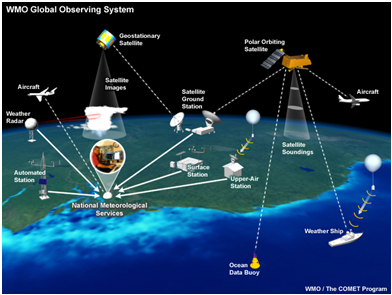 WMO Global Observing System
Geostationary
Satellite
Polar Orbiting
Satellite
Aircraft
Satellite
Images
Satellite
Ground
Station
Aircraft
Weather
Radar
Satellite
Soundings
Automated
Station
Surface
Station
Upper-Air
Station
National Meteorological
Services
Weather Ship
Ocean
Data Buoy
WMO / The COMET Program